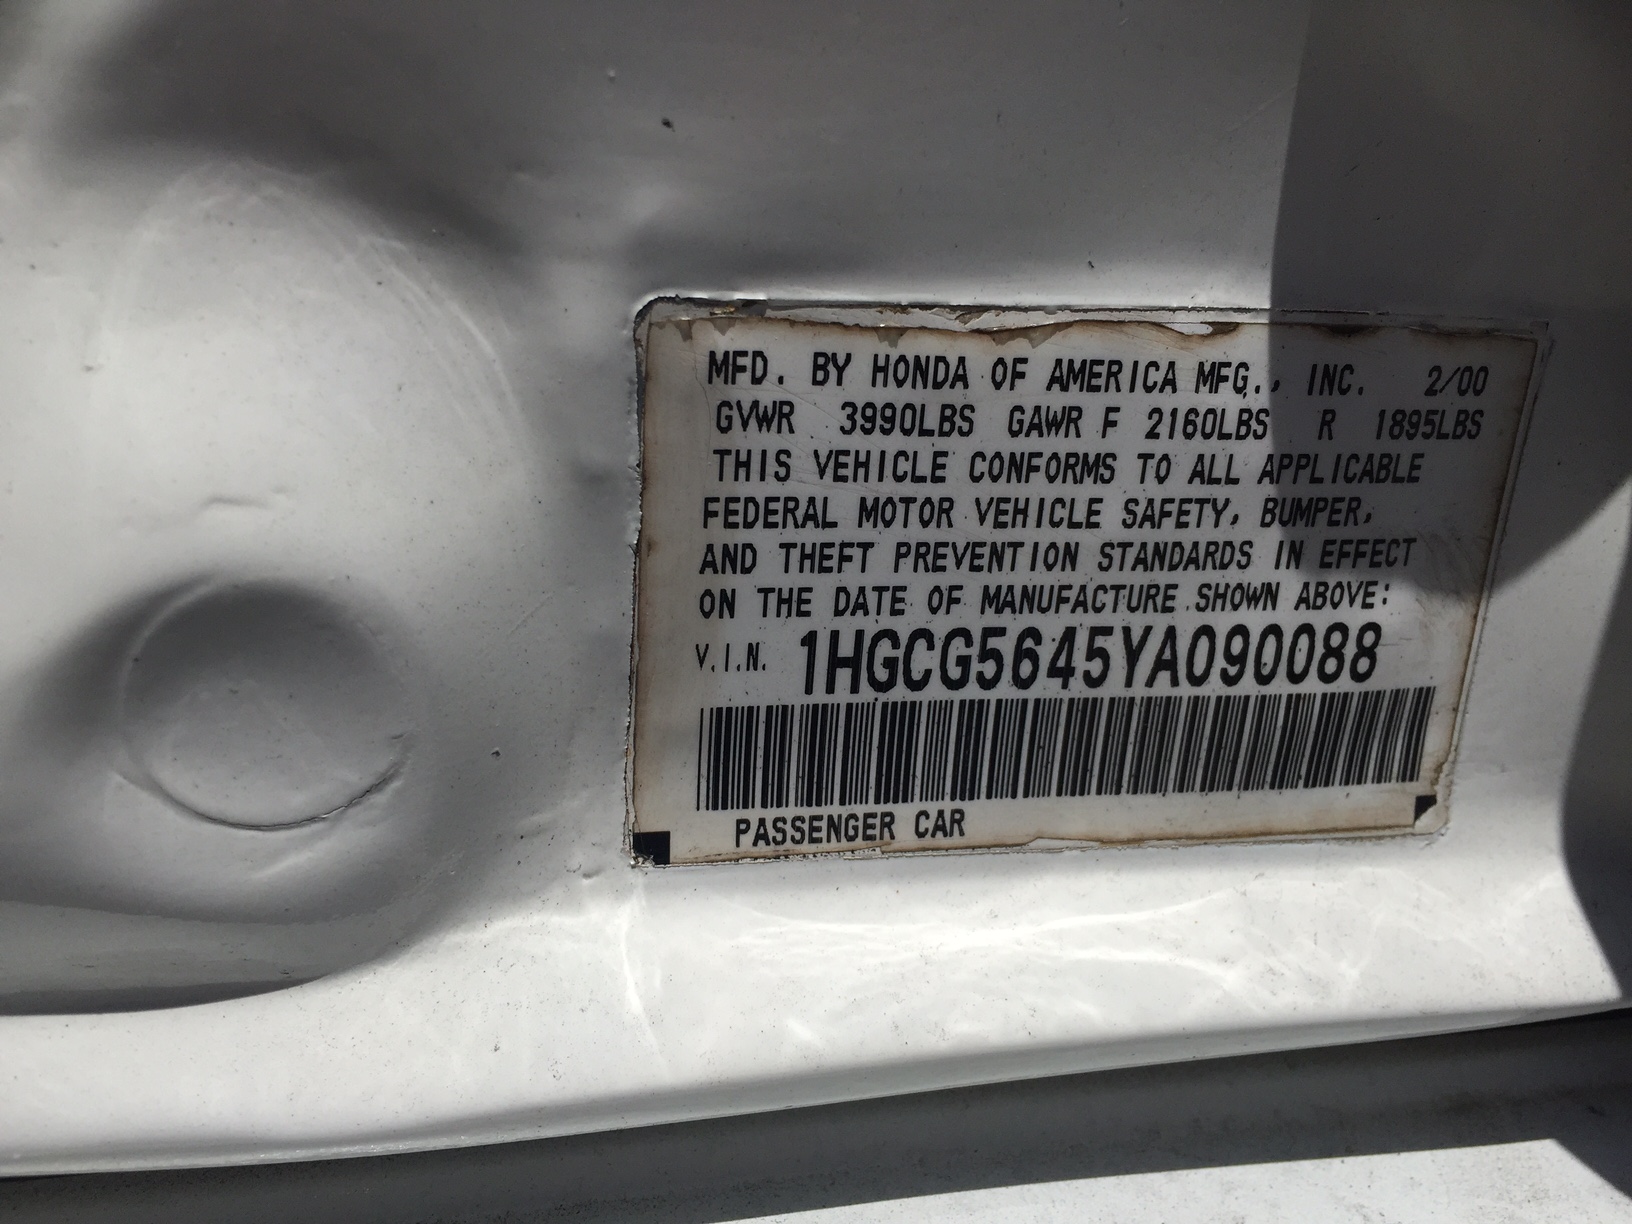 MFD. BY HONDA OF AMERICA MFG., INC. 2/00
GVWR 3990LBS GAWR F 2160LBS R 1895LBS
THIS VEHICLE CONFORMS TO ALL APPLICABLE
FEDERAL MOTOR VEHICLE SAFETY, BUMPER,
AND THEFT PREVENTION STANDARDS IN EFFECT
ON THE DATE OF MANUFACTURE SHOWN ABOVE:
V.I.N. 1HGCG5645YA090088
PASSENGER CAR